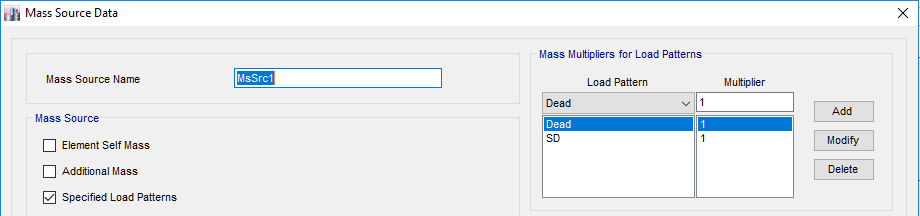 Mass Source Data
Mass Source Name
MsSrc1
Mass Source
Element Self Mass
Additional Mass
Specified Load Patterns
Mass Multipliers for Load Patterns
Load Pattern Multiplier
Dead 1
Dead 1
SD 1
Add
Modify
Delete